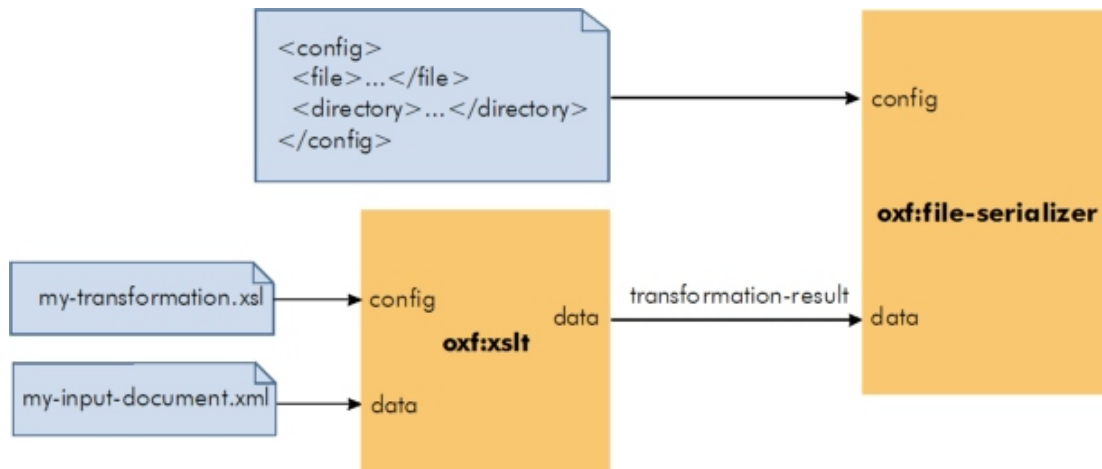 <config>
<file>...</file>
<directory>...</directory>
</config>
config
oxf:file-serializer
data
my-transformation.xsl
my-input-document.xml
config
data
oxf:xslt
data
transformation-result